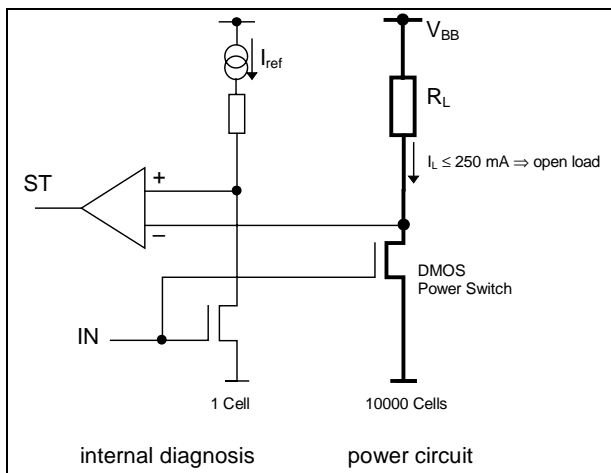 V_BB
I_ref
R_L
I_L ≤ 250 mA ⇒ open load
ST
+
–
DMOS
Power Switch
IN
1 Cell
10000 Cells
internal diagnosis
power circuit